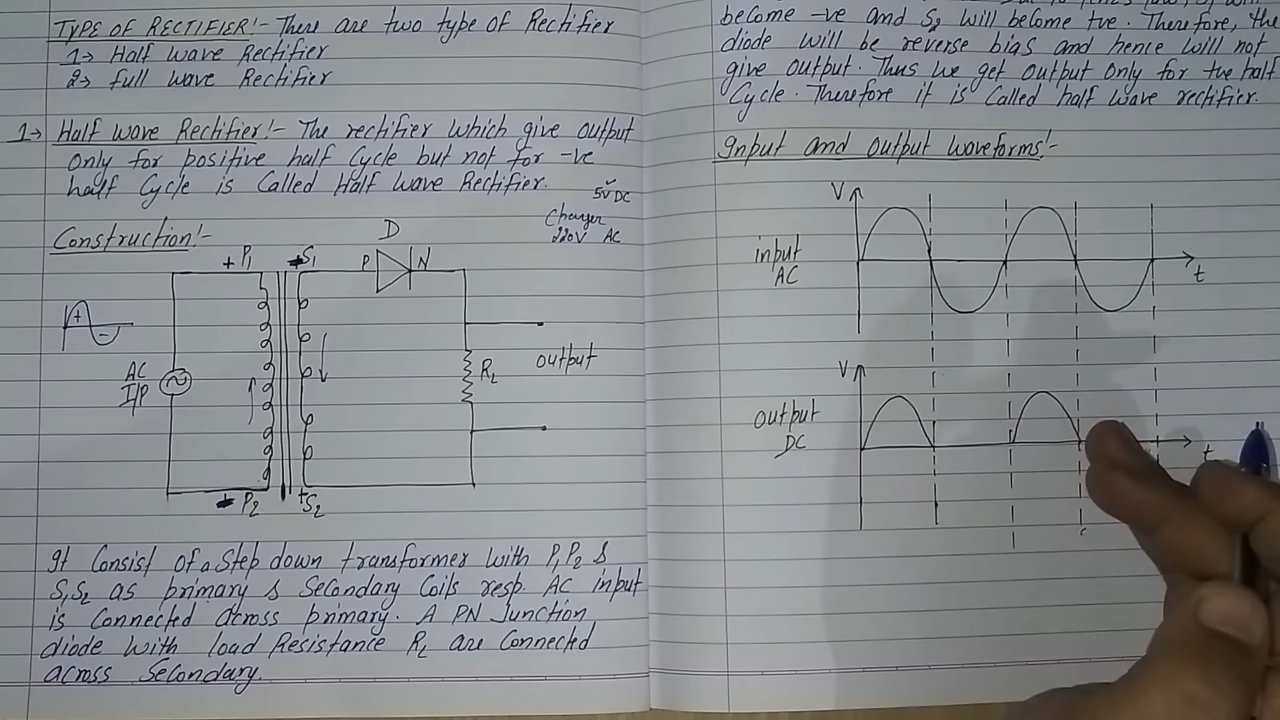 TYPE OF RECTIFIER:- There are two type of Rectifier
1→ Half wave Rectifier
2→ full wave Rectifier
1→ Half wave Rectifier:- The rectifier which give output
only for positive half Cycle but not for -ve
half Cycle is Called Half wave Rectifier.
5V DC
Charger
220V AC
Construction:-
+ P1
S1
D
P
N
+
-
AC
I/P
RL
output
P2
+S2
It Consist of a Step down transformer with P1P2 &
S1S2 as primary & Secondary Coils resp. AC input
is Connected across primary. A PN Junction
diode with load Resistance RL are Connected
across Secondary.
become -ve and S2 will become +ve. Therefore, the
diode will be reverse bias and hence will not
give output. Thus we get output only for the half
Cycle. Therefore it is Called half wave rectifier.
Input and output waveforms:-
V
input
AC
t
V
output
DC
t